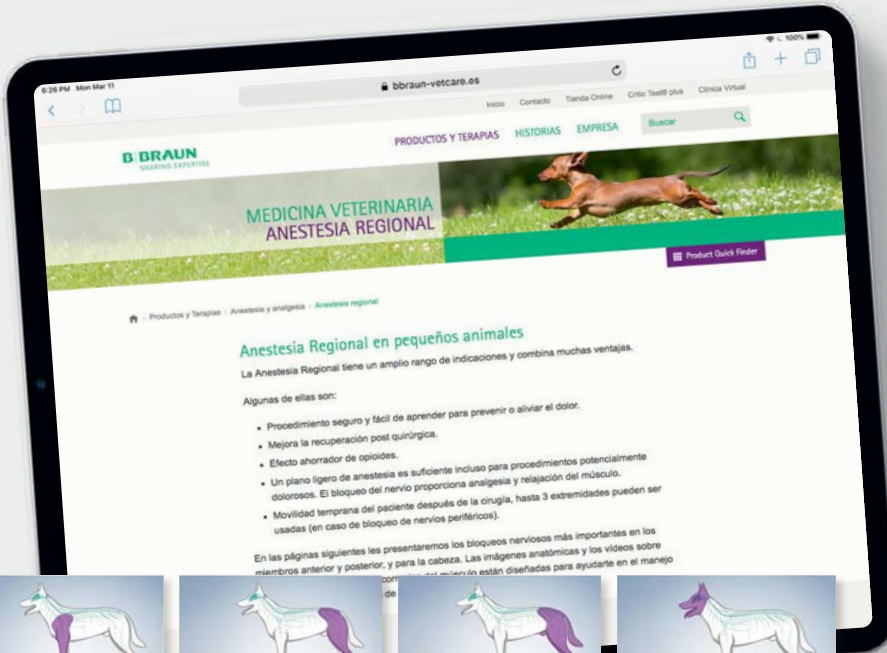 6:26 PM Mon Mar 11
100%
bbraun-vetcare.es
Inicio Contacto Tienda Online Critic Test® plus Clínica Virtual
B BRAUN
SHARING EXPERTISE
PRODUCTOS Y TERAPIAS HISTORIAS EMPRESA Buscar
MEDICINA VETERINARIA
ANESTESIA REGIONAL
Product Quick Finder
Productos y Terapias Anestesia y analgesia Anestesia regional
Anestesia Regional en pequeños animales
La Anestesia Regional tiene un amplio rango de indicaciones y combina muchas ventajas.
Algunas de ellas son:
• Procedimiento seguro y fácil de aprender para prevenir o aliviar el dolor.
• Mejora la recuperación post quirúrgica.
• Efecto ahorrador de opioides.
• Un plano ligero de anestesia es suficiente incluso para procedimientos potencialmente
dolorosos. El bloqueo del nervio proporciona analgesia y relajación del músculo.
• Movilidad temprana del paciente después de la cirugía, hasta 3 extremidades pueden ser
usadas (en caso de bloqueo de nervios periféricos).
En las páginas siguientes les presentaremos los bloqueos nerviosos más importantes en los
miembros anterior y posterior, y para la cabeza. Las imágenes anatómicas y los vídeos sobre
del músculo están diseñadas para ayudarte en el manejo
de